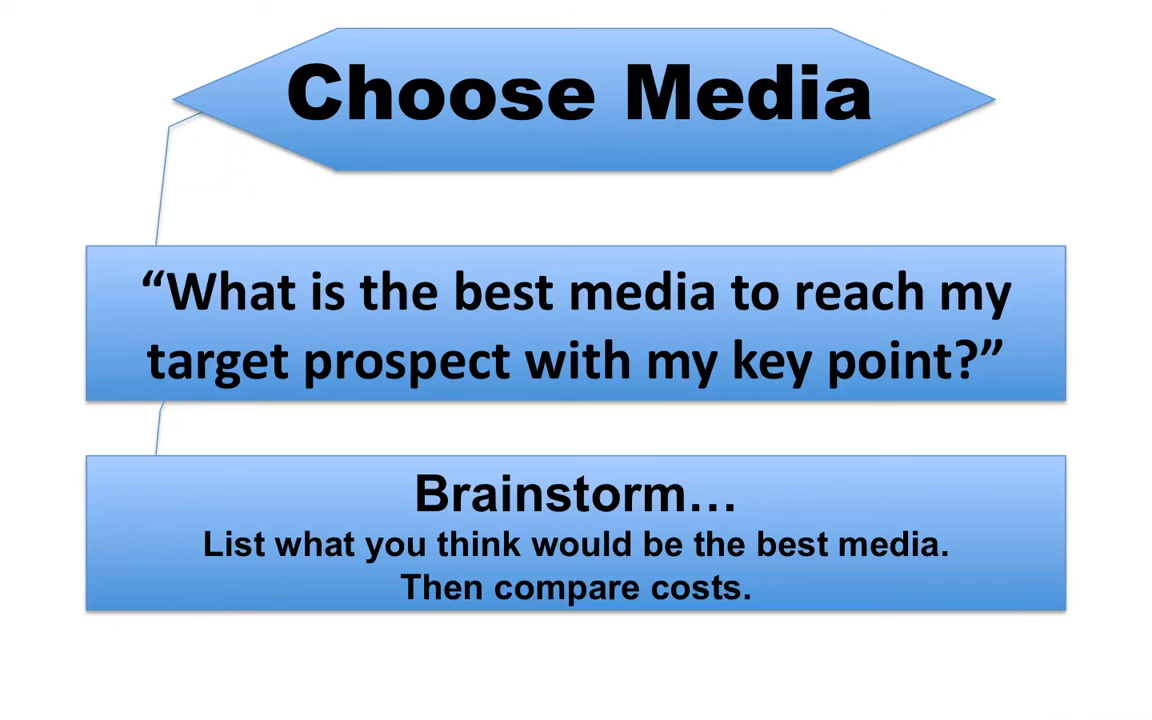 Choose Media
“What is the best media to reach my
target prospect with my key point?”
Brainstorm…
List what you think would be the best media.
Then compare costs.